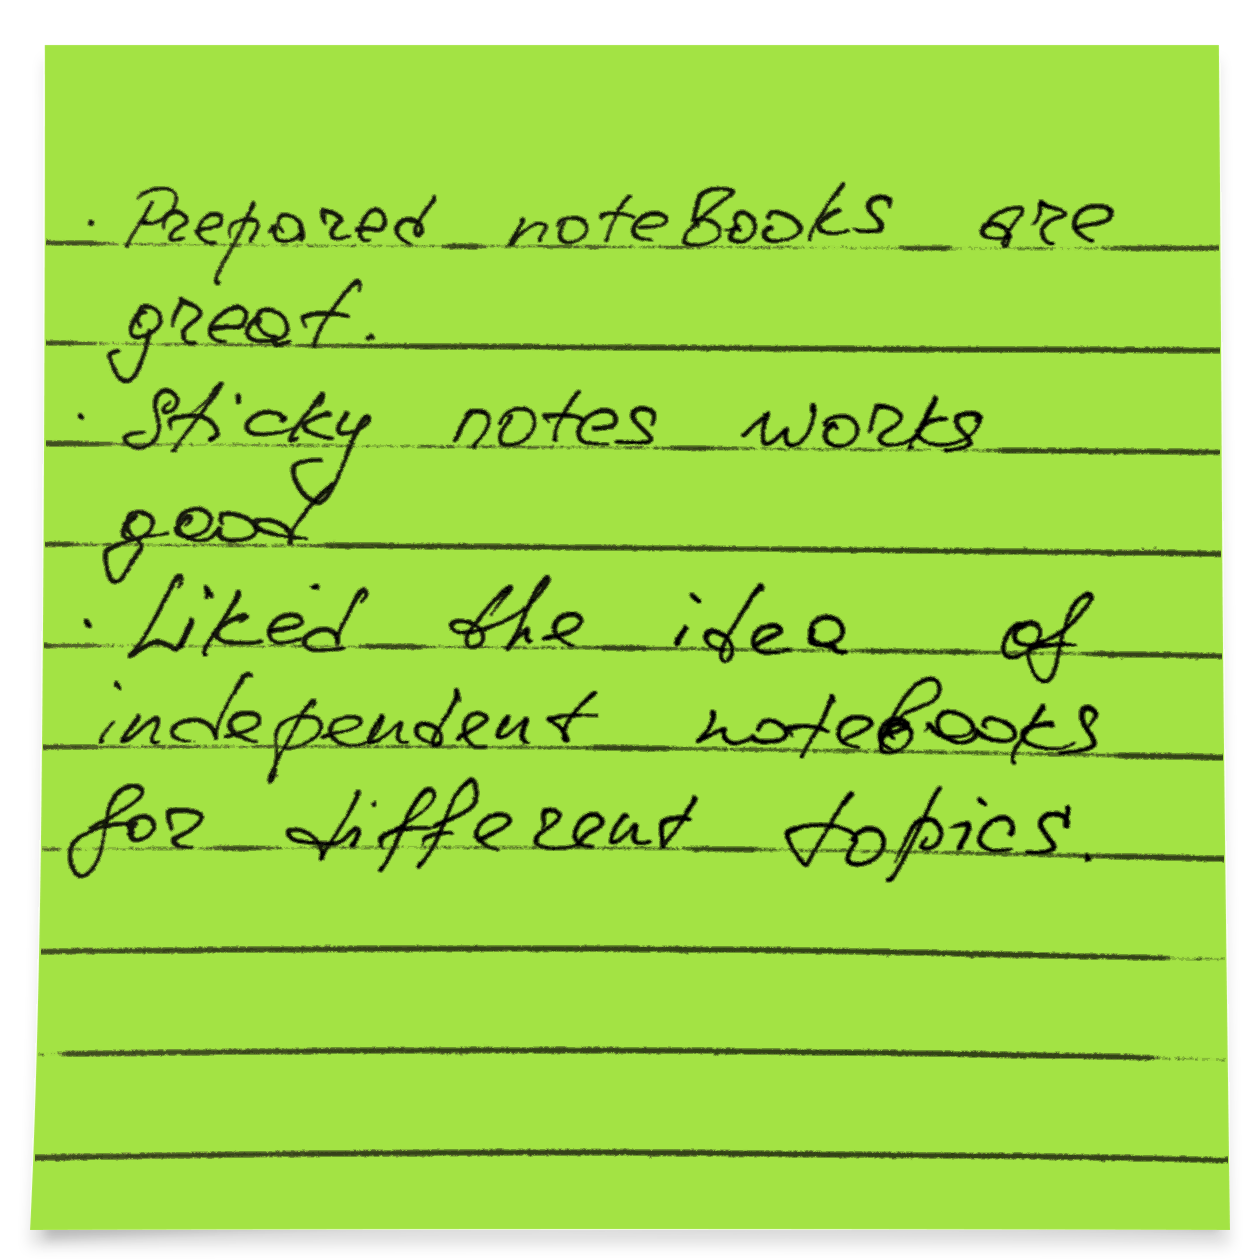 · Prepared noteBooks are
great.
· Sticky notes works
good
· Liked the idea of
independent notebooks
for different topics.